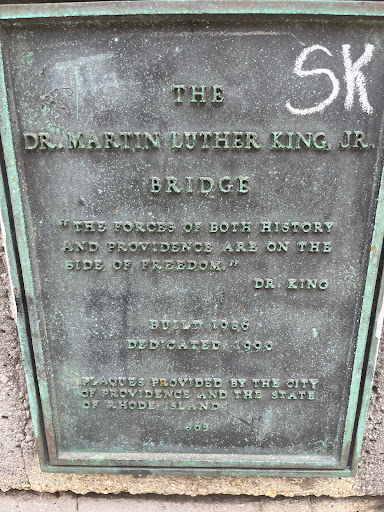 SK
THE
DR. MARTIN LUTHER KING, JR.
BRIDGE
"THE FORCES OF BOTH HISTORY
AND PROVIDENCE ARE ON THE
SIDE OF FREEDOM."
DR. KING
BUILT 1986
DEDICATED 1990
PLAQUES PROVIDED BY THE CITY
OF PROVIDENCE AND THE STATE
OF RHODE ISLAND